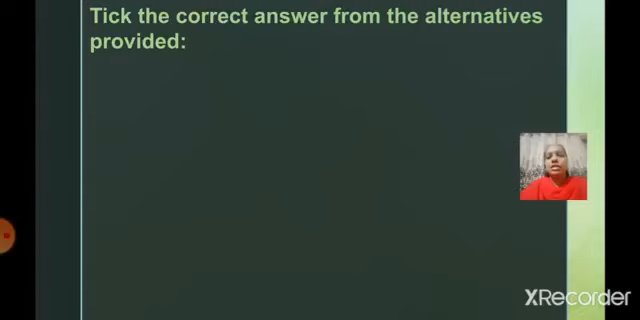 Tick the correct answer from the alternatives
provided:
XRecorder